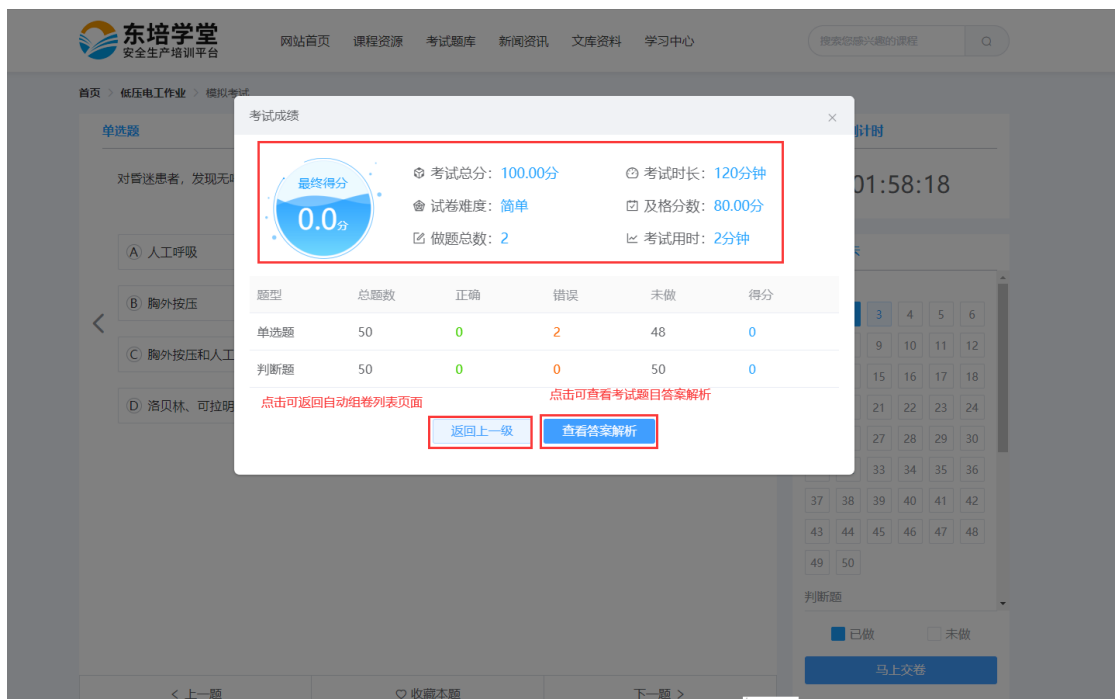 东培学堂
安全生产培训平台
网站首页 课程资源 考试题库 新闻资讯 文库资料 学习中心
搜索您感兴趣的课程
首页 > 低压电工作业 > 模拟考试
单选题
对昏迷患者，发现无
A 人工呼吸
B 胸外按压
C 胸外按压和人工
D 洛贝林、可拉明
考试成绩
最终得分
0.0分
考试总分：100.00分
考试时长：120分钟
试卷难度：简单
及格分数：80.00分
做题总数：2
考试用时：2分钟
题型 总题数 正确 错误 未做 得分
单选题 50 0 2 48 0
判断题 50 0 0 50 0
点击可返回自动组卷列表页面
点击可查看考试题目答案解析
返回上一级
查看答案解析
计时
01:58:18
3 4 5 6
9 10 11 12
15 16 17 18
21 22 23 24
27 28 29 30
33 34 35 36
37 38 39 40 41 42
43 44 45 46 47 48
49 50
判断题
已做 未做
马上交卷
< 上一题
收藏本题
下一题 >